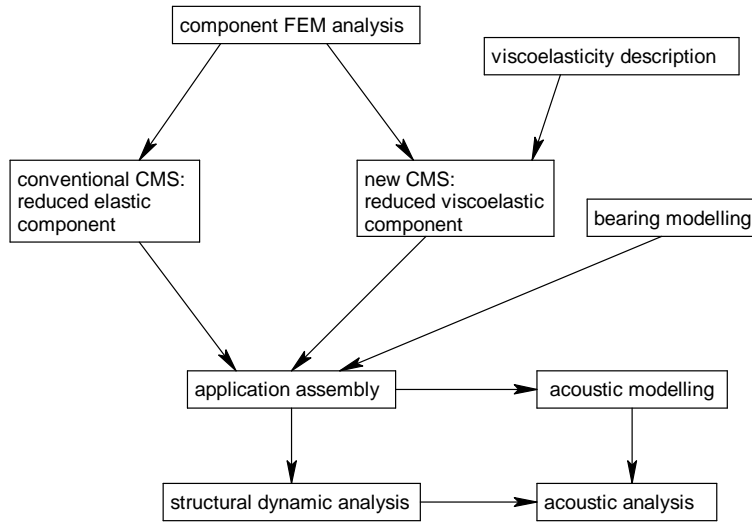 component FEM analysis
viscoelasticity description
conventional CMS:
reduced elastic
component
new CMS:
reduced viscoelastic
component
bearing modelling
application assembly
acoustic modelling
structural dynamic analysis
acoustic analysis